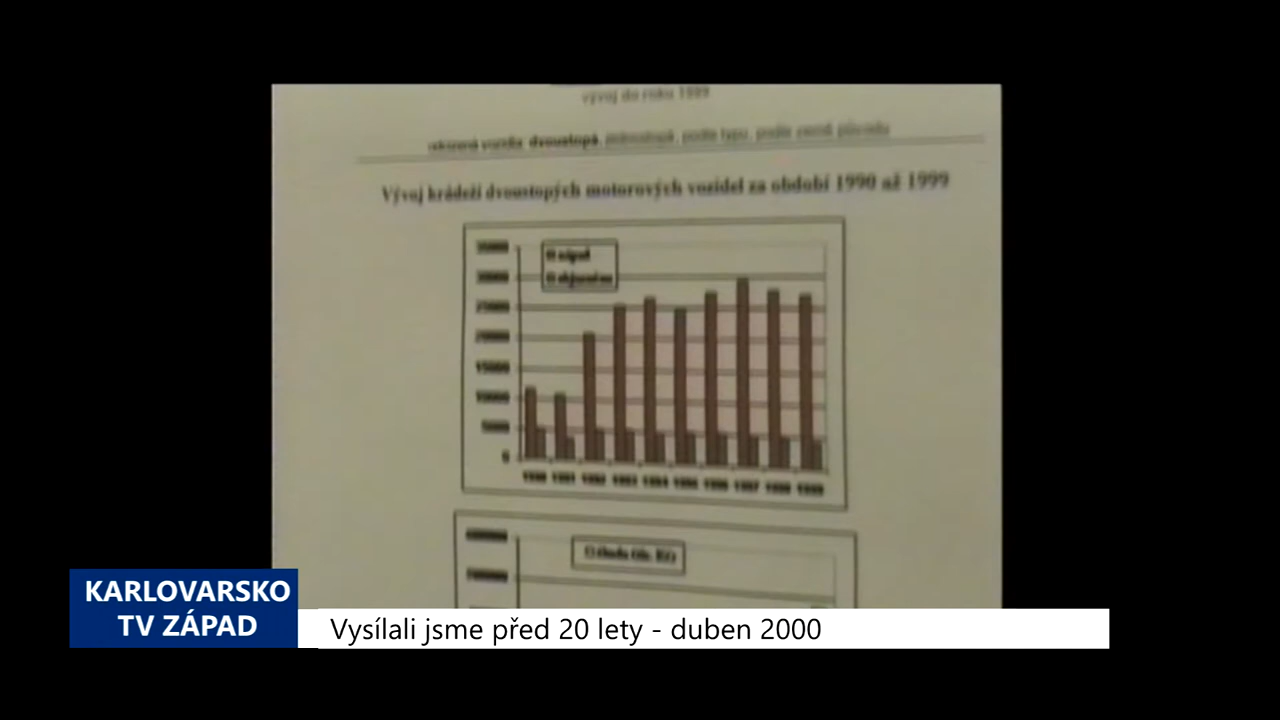 vývoj do roku 1999
dvoustopá
Vývoj krádeží dvoustopých motorových vozidel za období 1990 až 1999
35000
30000
25000
20000
15000
10000
5000
0
1990 1991 1992 1993 1994 1995 1996 1997 1998 1999
KARLOVARSKO
TV ZÁPAD
Vysílali jsme před 20 lety - duben 2000